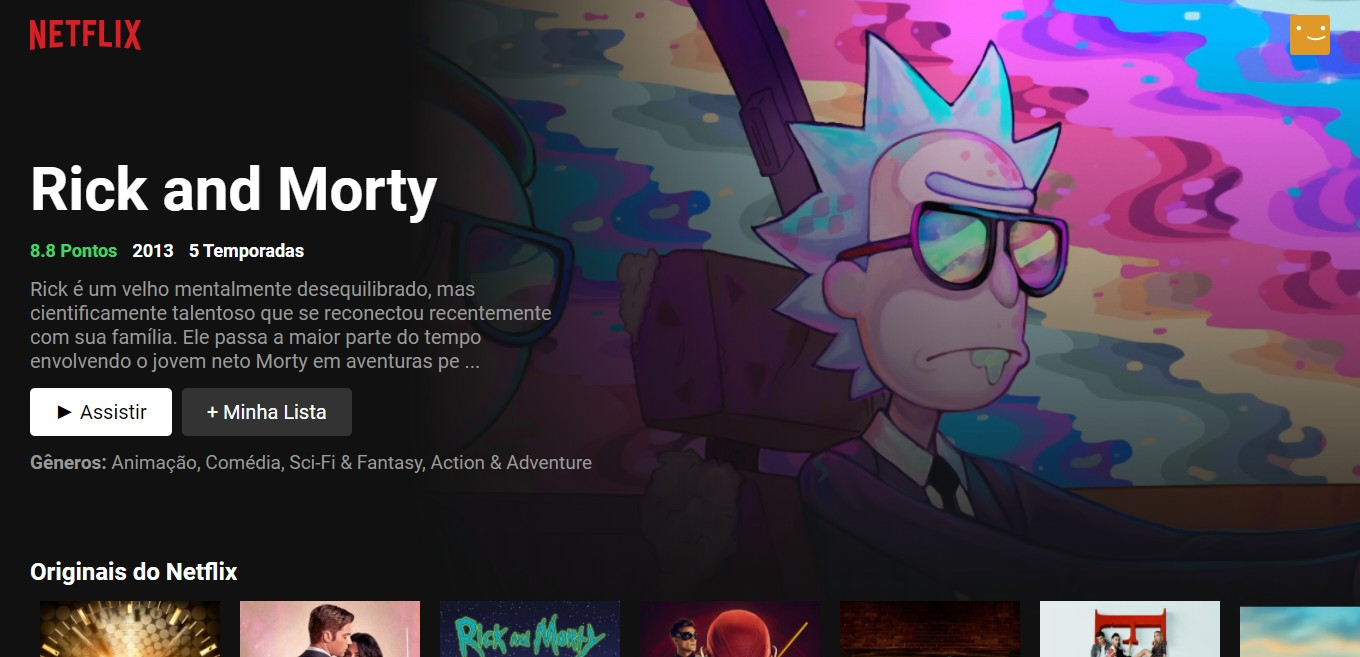 NETFLIX
Rick and Morty
8.8 Pontos 2013 5 Temporadas
Rick é um velho mentalmente desequilibrado, mas
cientificamente talentoso que se reconectou recentemente
com sua família. Ele passa a maior parte do tempo
envolvendo o jovem neto Morty em aventuras pe ...
► Assistir + Minha Lista
Gêneros: Animação, Comédia, Sci-Fi & Fantasy, Action & Adventure
Originais do Netflix
Rick and Morty